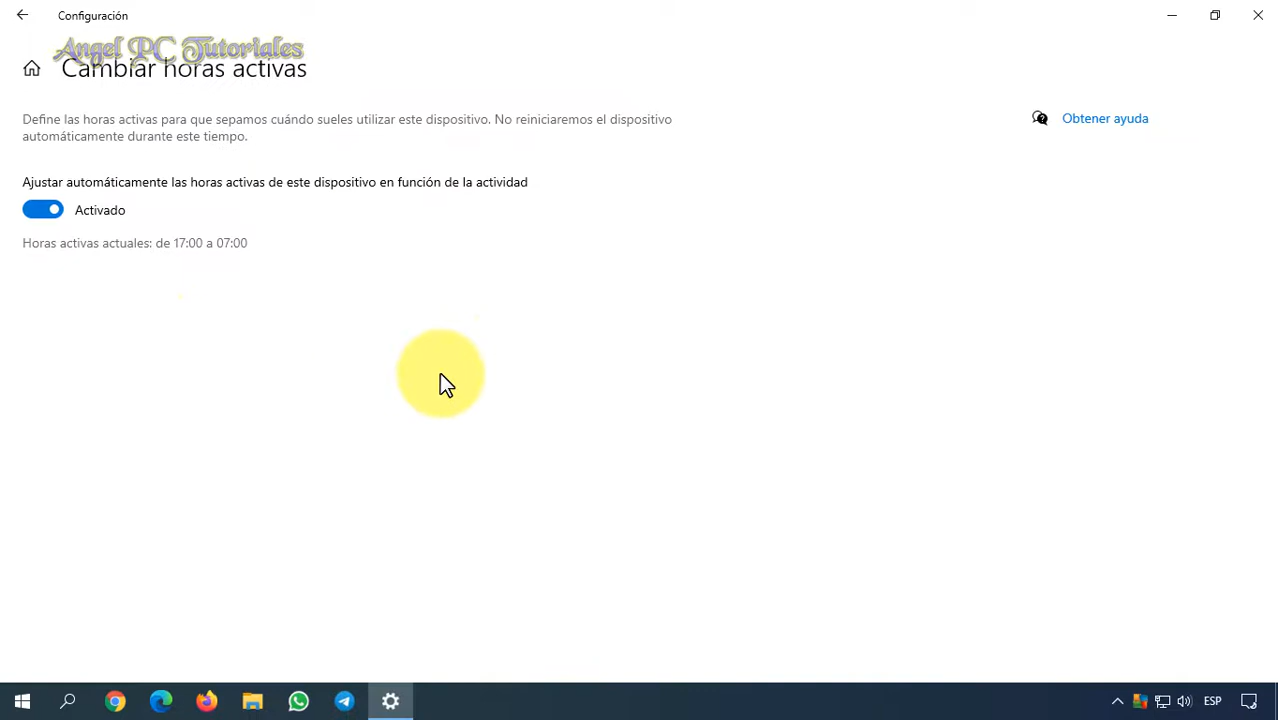 Configuración
Angel PC Tutoriales
Cambiar horas activas
Define las horas activas para que sepamos cuándo sueles utilizar este dispositivo. No reiniciaremos el dispositivo
automáticamente durante este tiempo.
Obtener ayuda
Ajustar automáticamente las horas activas de este dispositivo en función de la actividad
Activado
Horas activas actuales: de 17:00 a 07:00
ESP